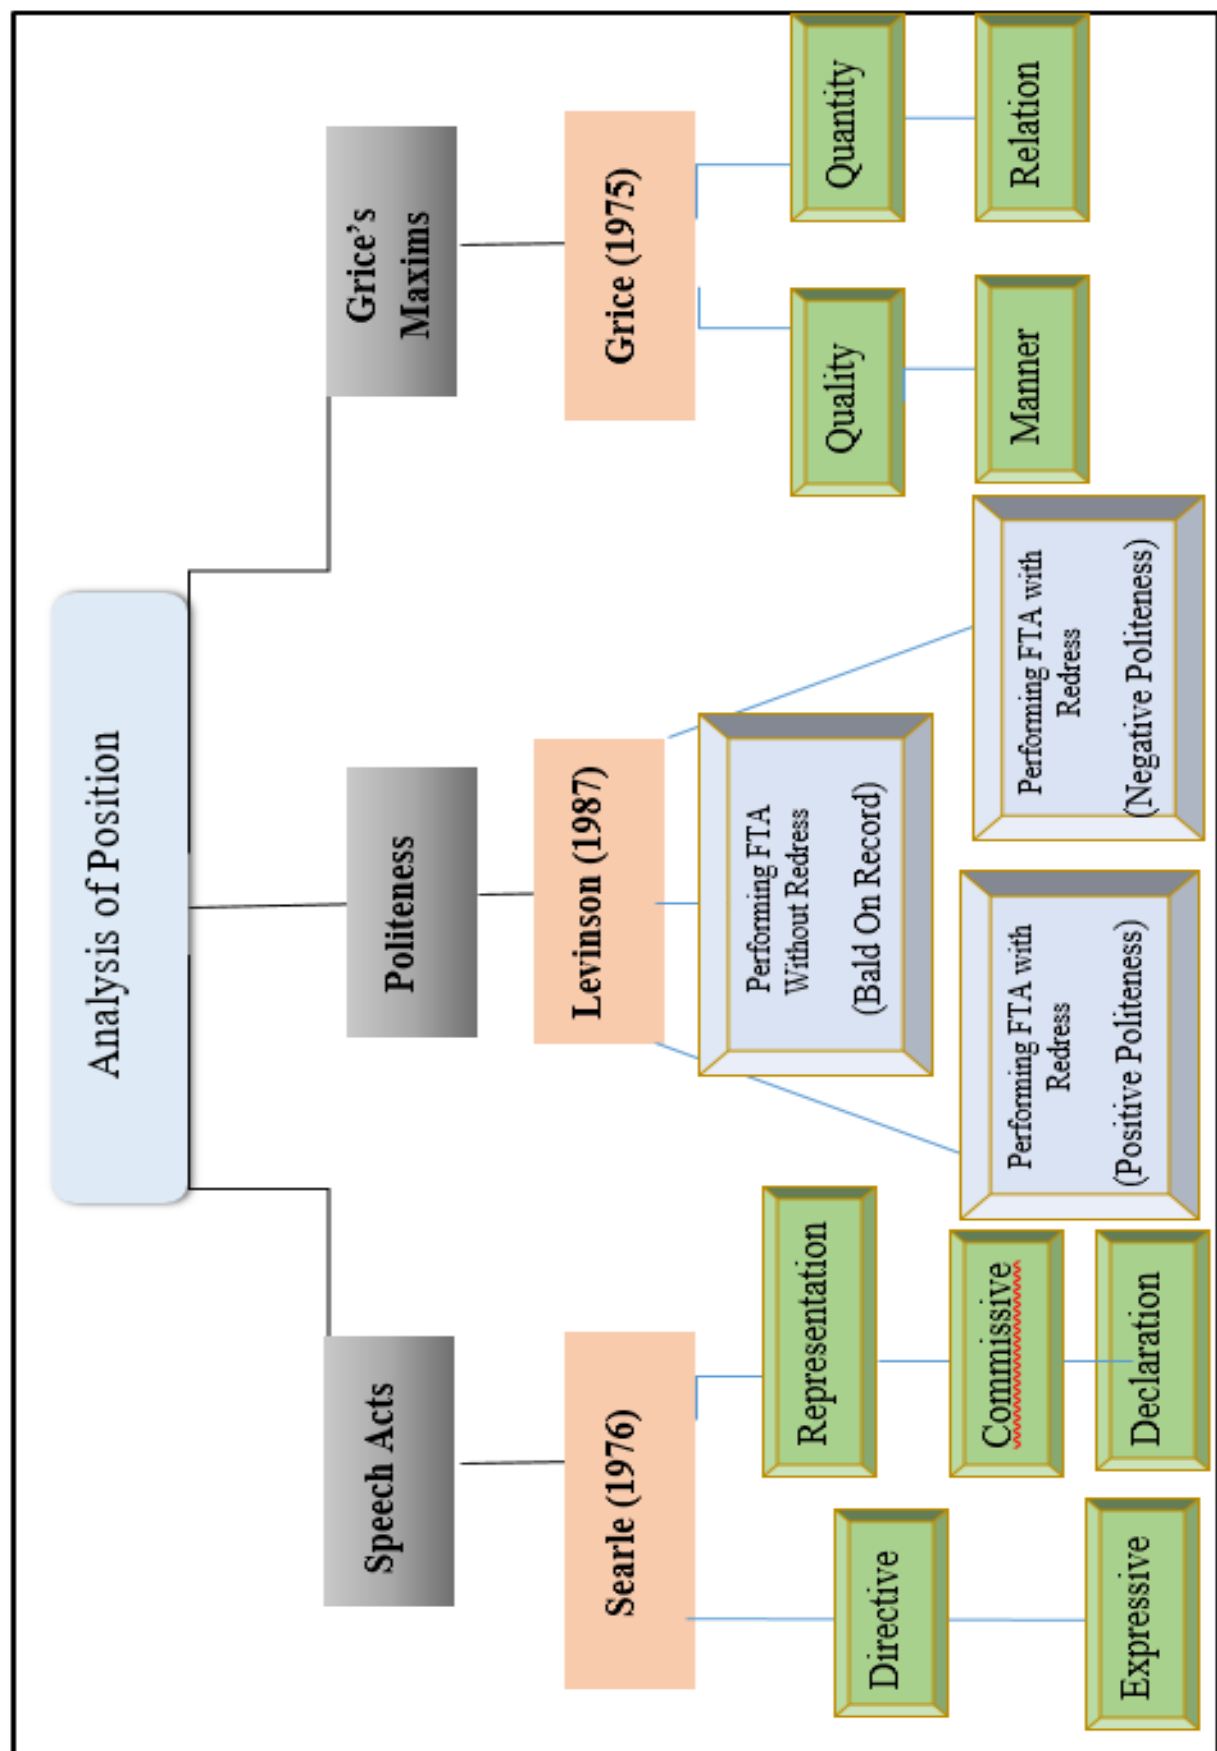 Analysis of Position
Speech Acts
Politeness
Grice's
Maxims
Searle (1976)
Levinson (1987)
Grice (1975)
Directive
Expressive
Representation
Commissive
Declaration
Performing FTA
Without Redress
(Bald On Record)
Performing FTA with
Redress
(Positive Politeness)
Performing FTA with
Redress
(Negative Politeness)
Quality
Manner
Quantity
Relation